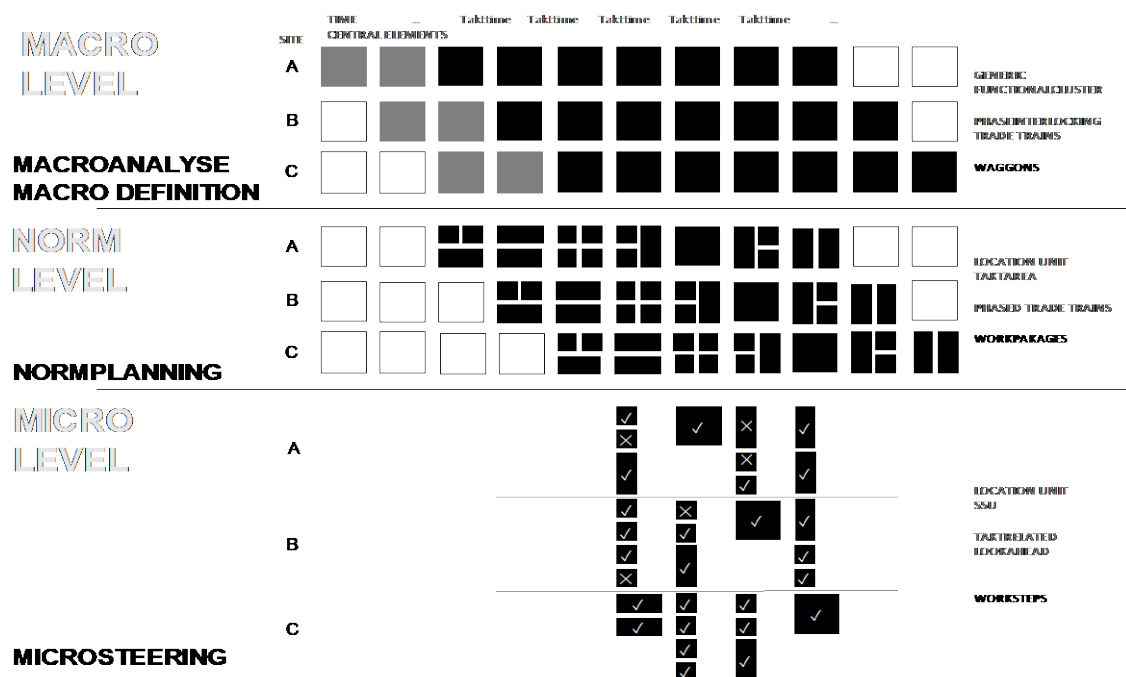 TIME ... Takttime Takttime Takttime Takttime Takttime ...
CENTRAL ELEMENTS
SITE
MACRO
LEVEL
A
B
C
GENERIC
FUNCTIONALCLUSTER
PHASEINTERLOCKING
TRADE TRAINS
WAGGONS
MACROANALYSE
MACRO DEFINITION
NORM
LEVEL
A
B
C
LOCATION UNIT
TAKTAREA
PHASED TRADE TRAINS
WORKPAKAGES
NORMPLANNING
MICRO
LEVEL
A
B
C
LOCATION UNIT
SSU
TAKTRELATED
LOOKAHEAD
WORKSTEPS
MICROSTEERING